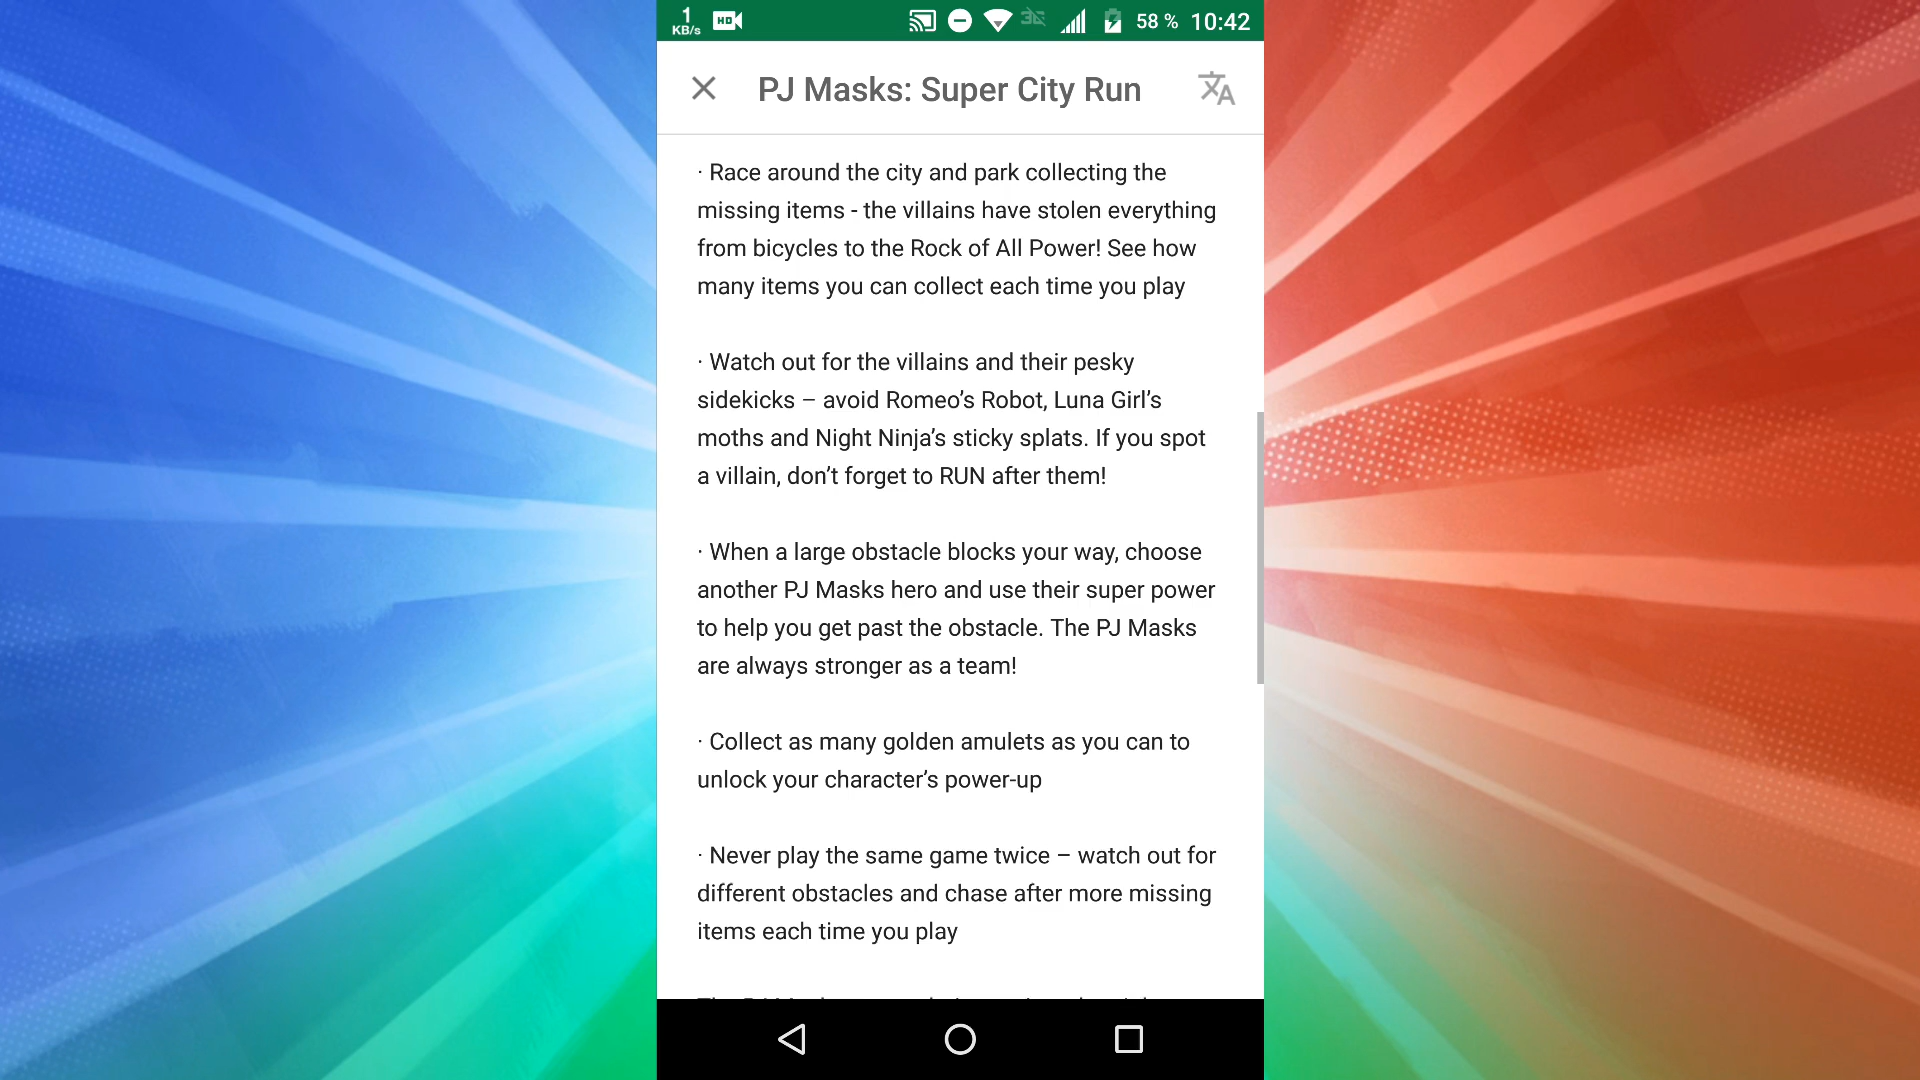 1
KB/s
HD
3G
58 %
10:42
PJ Masks: Super City Run
· Race around the city and park collecting the
missing items - the villains have stolen everything
from bicycles to the Rock of All Power! See how
many items you can collect each time you play
· Watch out for the villains and their pesky
sidekicks – avoid Romeo’s Robot, Luna Girl’s
moths and Night Ninja’s sticky splats. If you spot
a villain, don’t forget to RUN after them!
· When a large obstacle blocks your way, choose
another PJ Masks hero and use their super power
to help you get past the obstacle. The PJ Masks
are always stronger as a team!
· Collect as many golden amulets as you can to
unlock your character’s power-up
· Never play the same game twice – watch out for
different obstacles and chase after more missing
items each time you play